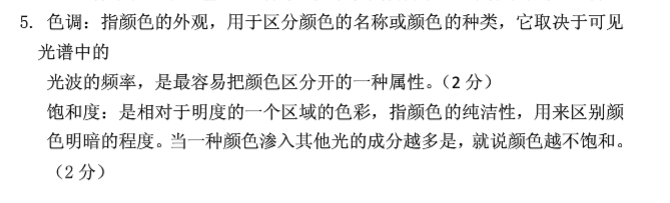 5. 色调：指颜色的外观，用于区分颜色的名称或颜色的种类，它取决于可见
光谱中的
光波的频率，是最容易把颜色区分开的一种属性。（2 分）
饱和度：是相对于明度的一个区域的色彩，指颜色的纯洁性，用来区别颜
色明暗的程度。当一种颜色渗入其他光的成分越多是，就说颜色越不饱和。
（2 分）